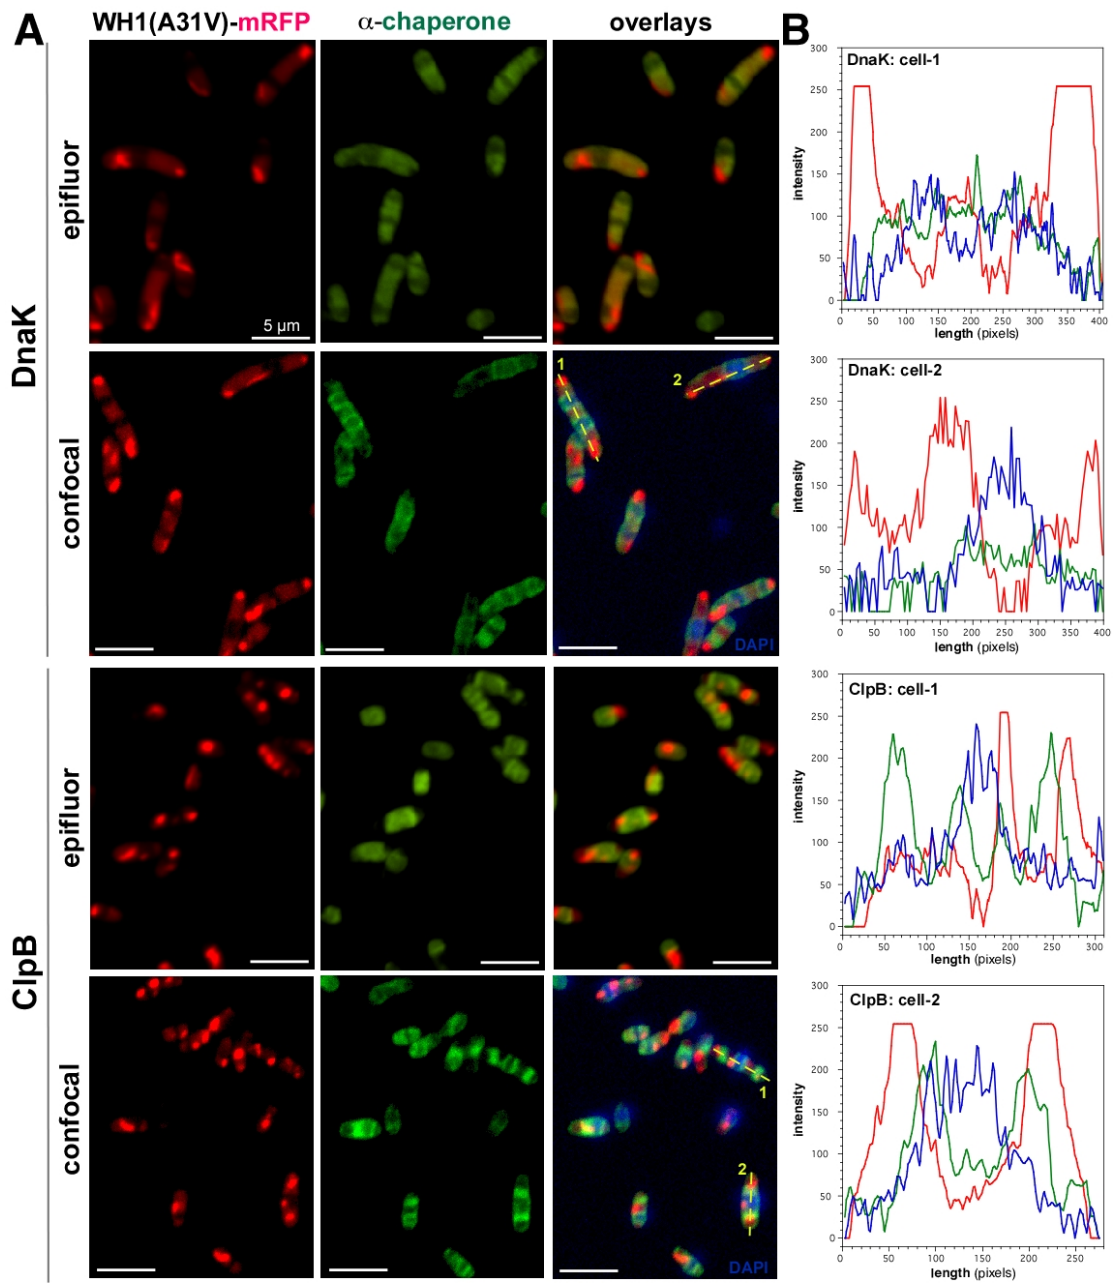 A
WH1(A31V)-mRFP
α-chaperone
overlays
B
DnaK
epifluor
5 µm
confocal
1
2
DAPI
ClpB
epifluor
confocal
1
2
DAPI
DnaK: cell-1
intensity
300
250
200
150
100
50
0
0 50 100 150 200 250 300 350 400
length (pixels)
DnaK: cell-2
intensity
300
250
200
150
100
50
0
0 50 100 150 200 250 300 350 400
length (pixels)
ClpB: cell-1
intensity
300
250
200
150
100
50
0
0 50 100 150 200 250 300
length (pixels)
ClpB: cell-2
intensity
300
250
200
150
100
50
0
0 50 100 150 200 250
length (pixels)